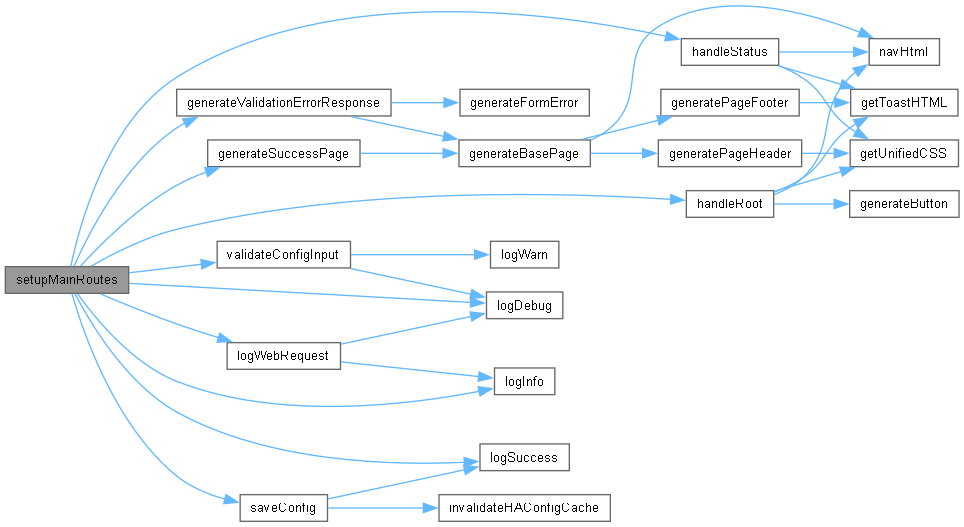 handleStatus
navHtml
generateValidationErrorResponse
generateFormError
generatePageFooter
getToastHTML
generateSuccessPage
generateBasePage
generatePageHeader
getUnifiedCSS
handleRoot
generateButton
validateConfigInput
logWarn
setupMainRoutes
logDebug
logWebRequest
logInfo
logSuccess
saveConfig
invalidateHAConfigCache